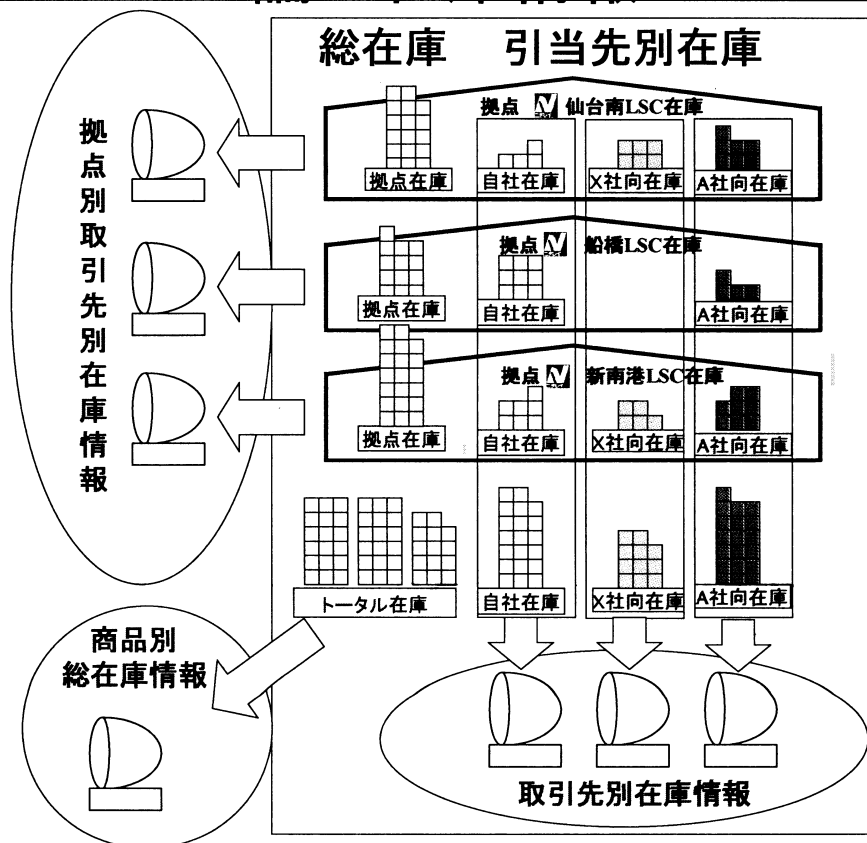 総在庫 引当先別在庫
拠点 仙台南LSC在庫
拠点在庫 自社在庫 X社向在庫 A社向在庫
拠点 船橋LSC在庫
拠点在庫 自社在庫 A社向在庫
拠点 新南港LSC在庫
拠点在庫 自社在庫 X社向在庫 A社向在庫
トータル在庫 自社在庫 X社向在庫 A社向在庫
拠点別取引先別在庫情報
商品別
総在庫情報
取引先別在庫情報